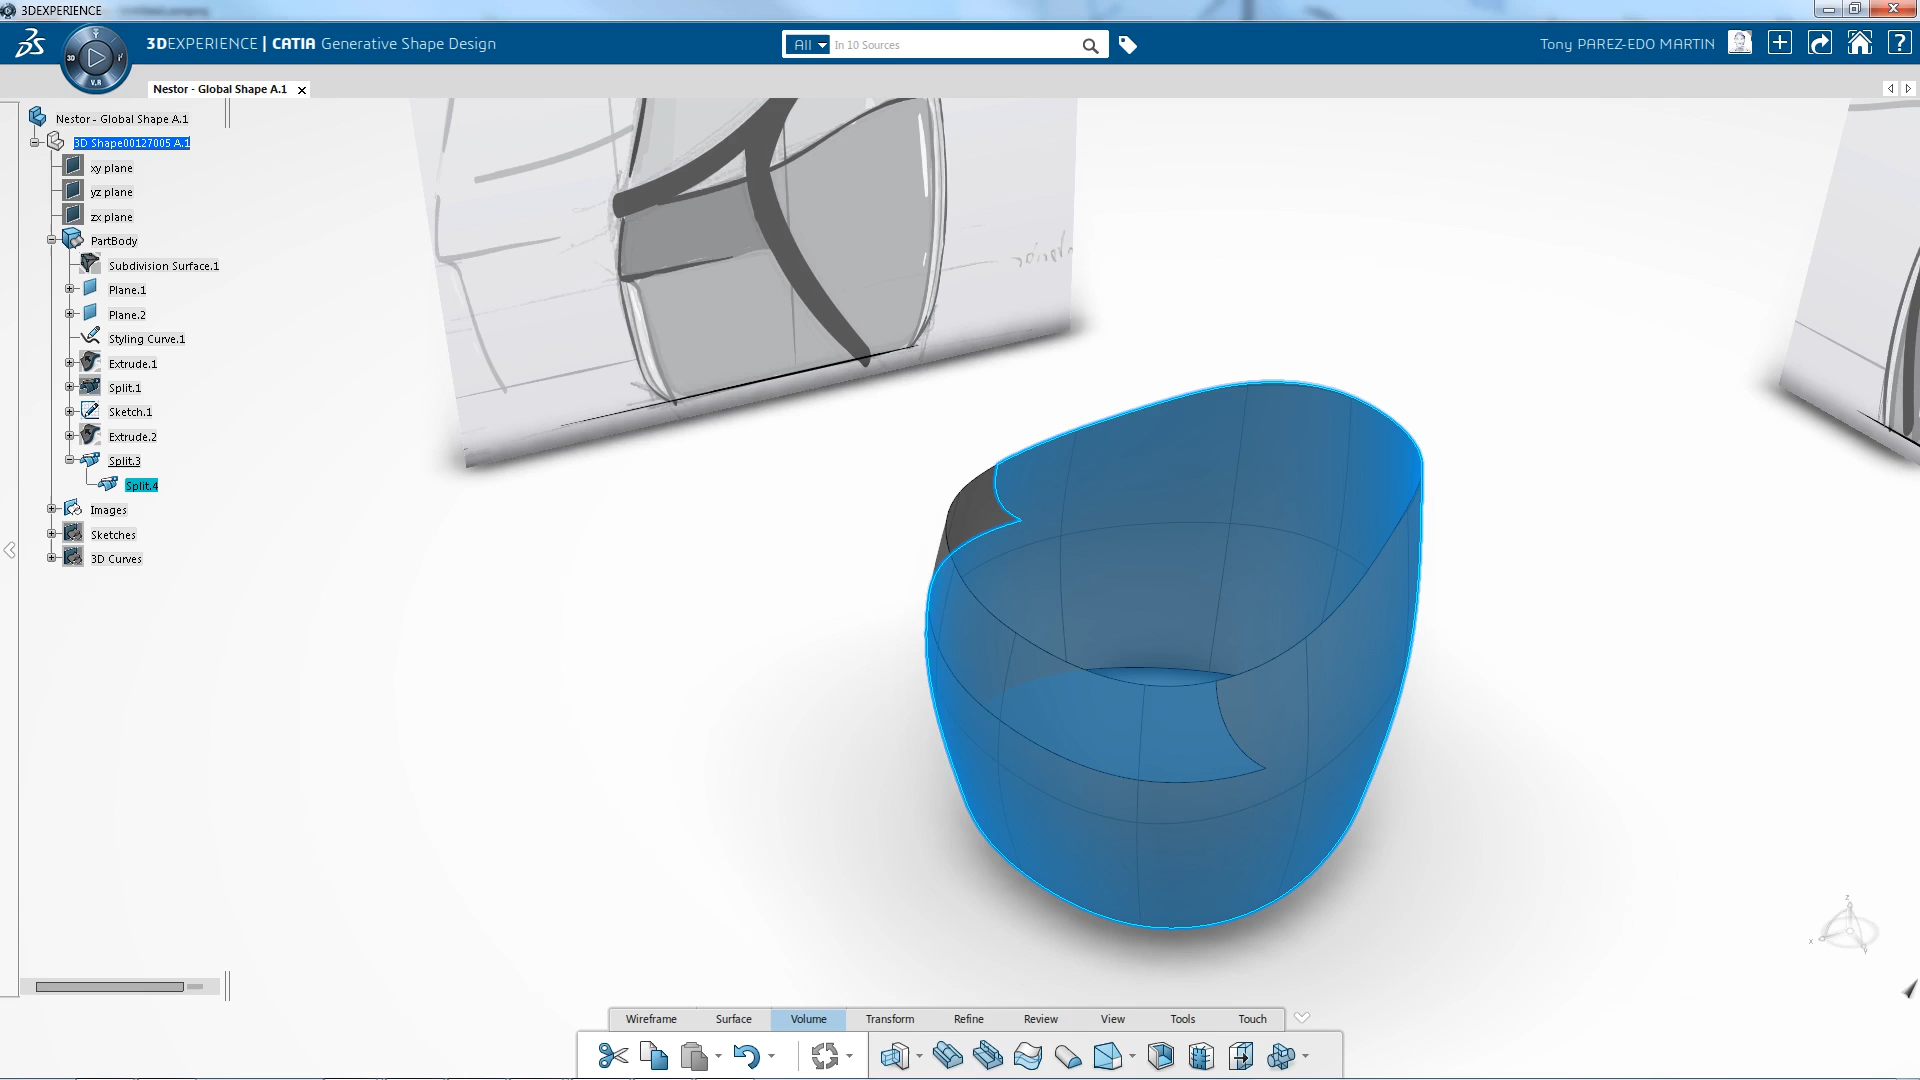 3DEXPERIENCE
3DEXPERIENCE | CATIA Generative Shape Design
All In 10 Sources
Tony PAREZ-EDO MARTIN
3D V.R
Nestor - Global Shape A.1
Nestor - Global Shape A.1
3D Shape00127005 A.1
xy plane
yz plane
zx plane
PartBody
Subdivision Surface.1
Plane.1
Plane.2
Styling Curve.1
Extrude.1
Split.1
Sketch.1
Extrude.2
Split.3
Split.4
Images
Sketches
3D Curves
z
x
Wireframe Surface Volume Transform Refine Review View Tools Touch